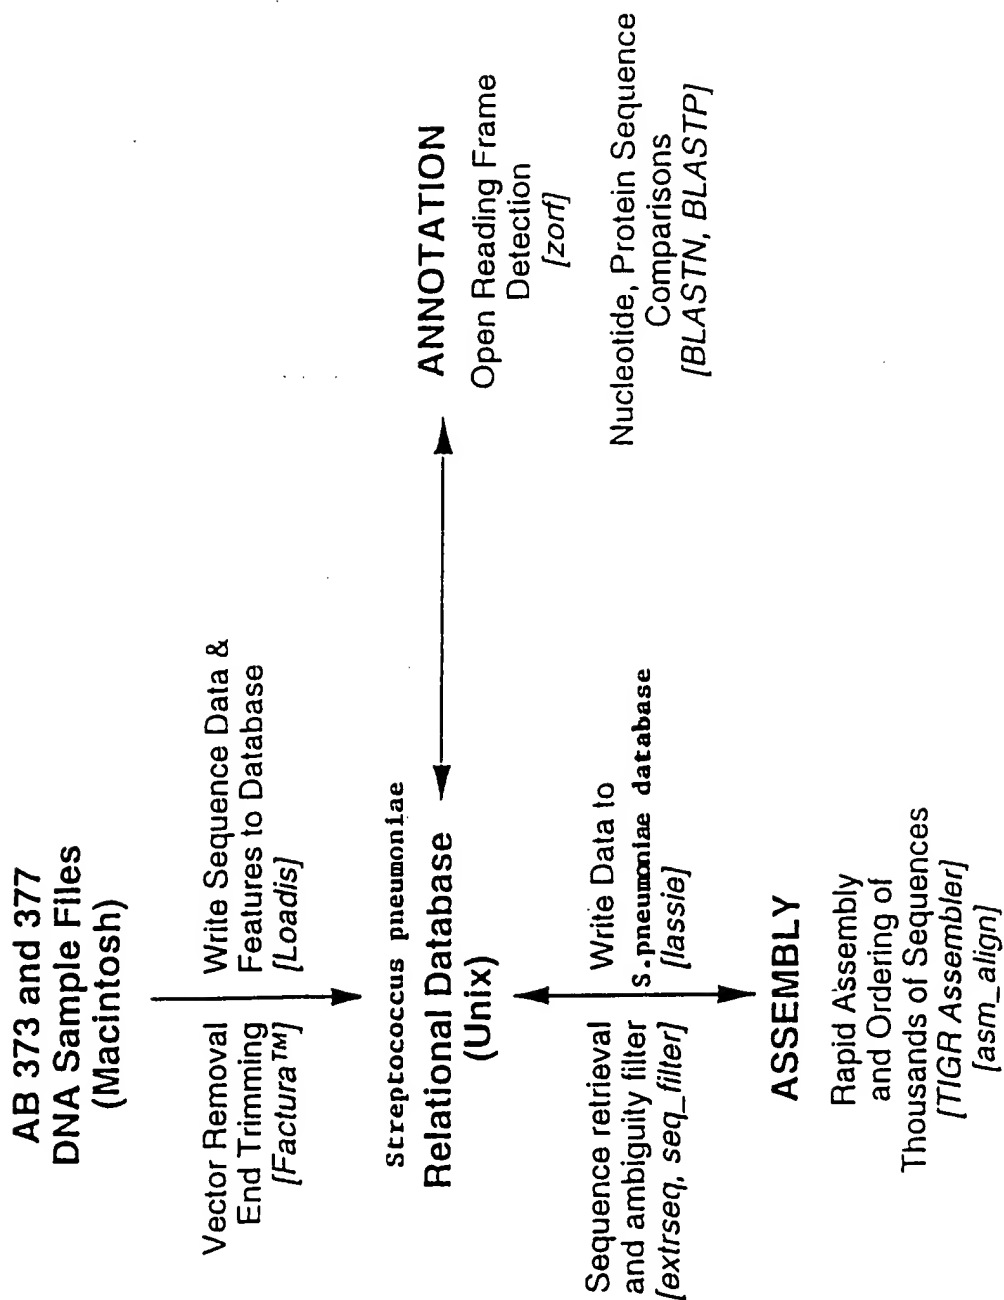 AB 373 and 377
DNA Sample Files
(Macintosh)
Vector Removal
End Trimming
[Factura™]
Write Sequence Data &
Features to Database
[Loadis]
Streptococcus pneumoniae
Relational Database
(Unix)
ANNOTATION
Open Reading Frame
Detection
[zorf]
Nucleotide, Protein Sequence
Comparisons
[BLASTN, BLASTP]
Sequence retrieval
and ambiguity filter
[extrseq, seq_filter]
Write Data to
S.pneumoniae database
[lassie]
ASSEMBLY
Rapid Assembly
and Ordering of
Thousands of Sequences
[TIGR Assembler]
[asm_align]